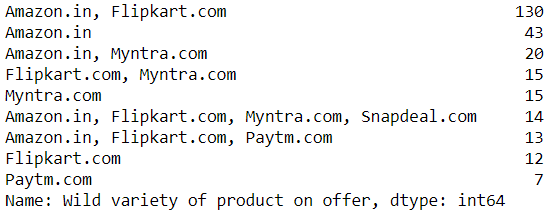 Amazon.in, Flipkart.com 130
Amazon.in 43
Amazon.in, Myntra.com 20
Flipkart.com, Myntra.com 15
Myntra.com 15
Amazon.in, Flipkart.com, Myntra.com, Snapdeal.com 14
Amazon.in, Flipkart.com, Paytm.com 13
Flipkart.com 12
Paytm.com 7
Name: Wild variety of product on offer, dtype: int64